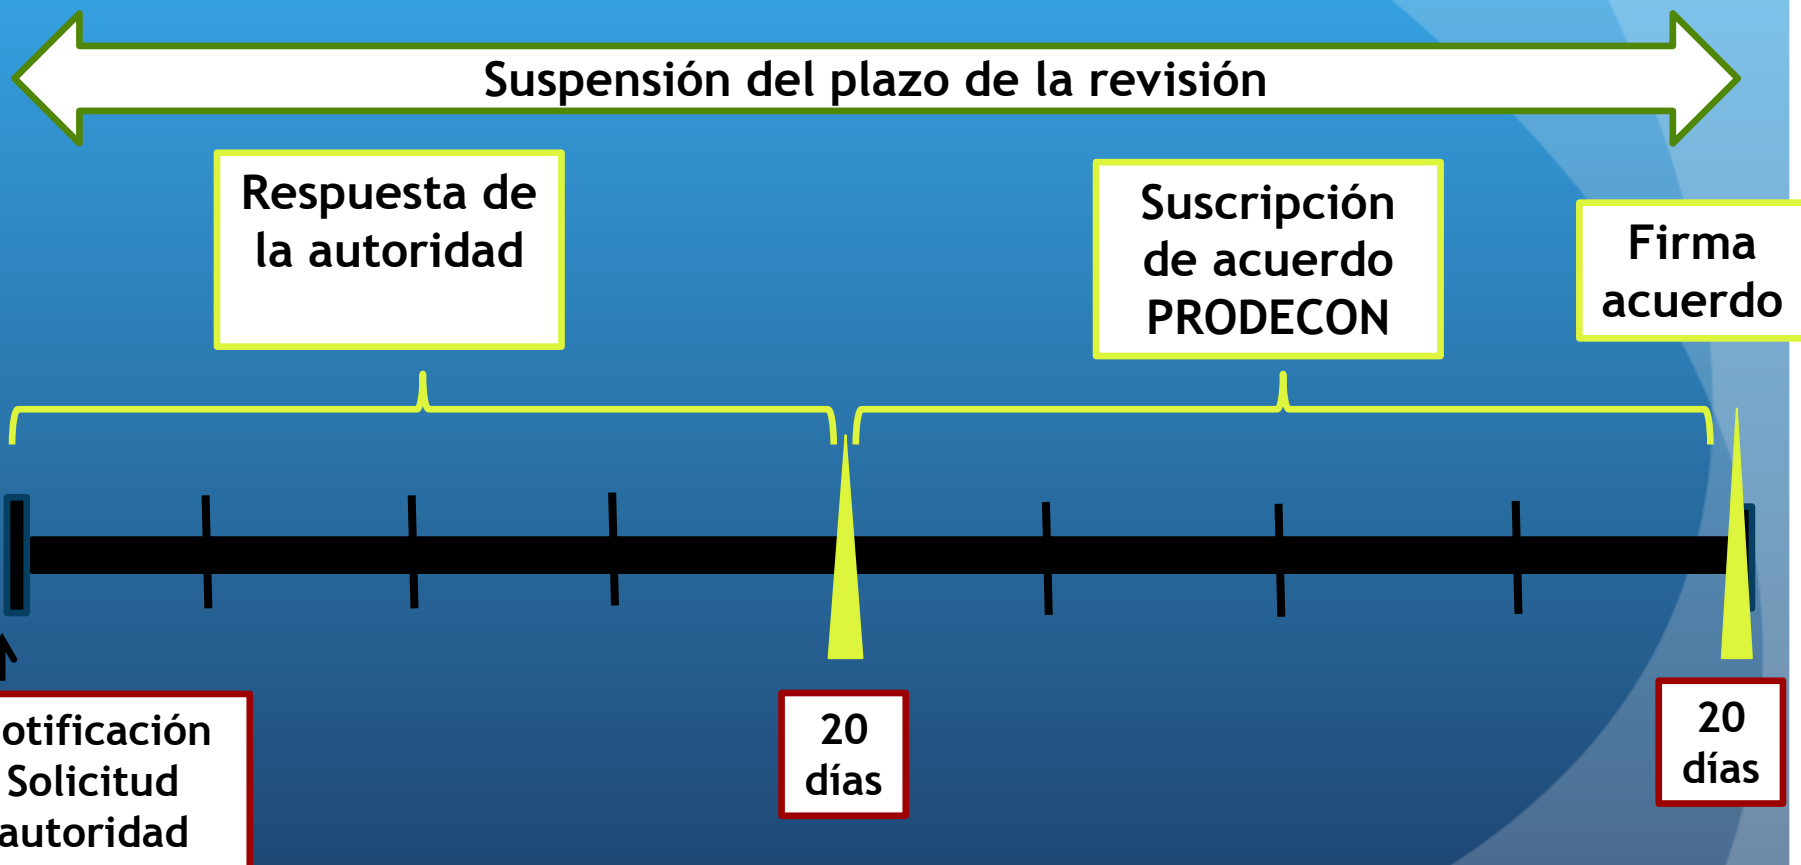 Suspensión del plazo de la revisión
Respuesta de
la autoridad
Suscripción
de acuerdo
PRODECON
Firma
acuerdo
otificación
Solicitud
autoridad
20
días
20
días